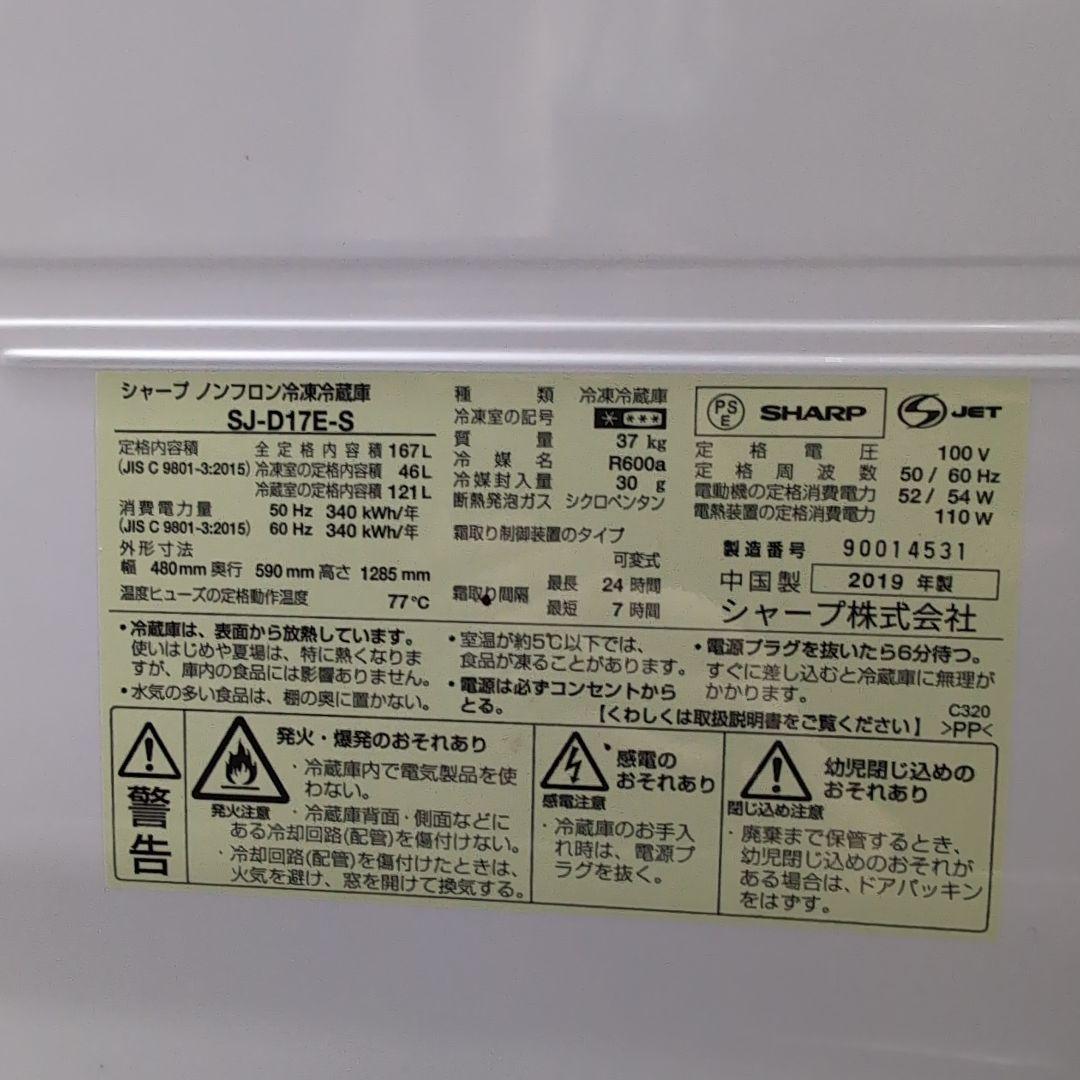 シャープ ノンフロン冷凍冷蔵庫
SJ-D17E-S
定格内容積 全定格内容積 167L
(JIS C 9801-3:2015) 冷凍室の定格内容積 46L
冷蔵室の定格内容積 121L
消費電力量 50 Hz 340 kWh/年
(JIS C 9801-3:2015) 60 Hz 340 kWh/年
外形寸法
幅 480mm 奥行 590mm 高さ 1285mm
温度ヒューズの定格動作温度 77℃
種類 冷凍冷蔵庫
冷凍室の記号 * ***
質量 37 kg
冷媒名 R600a
冷媒封入量 30 g
断熱発泡ガス シクロペンタン
霜取り制御装置のタイプ
可変式
霜取り間隔 最長 24 時間
最短 7 時間
PS E SHARP S JET
定格電圧 100 V
定格周波数 50 / 60 Hz
電動機の定格消費電力 52 / 54 W
電熱装置の定格消費電力 110 W
製造番号 90014531
中国製 2019 年製
シャープ株式会社
・冷蔵庫は、表面から放熱しています。
使いはじめや夏場は、特に熱くなりま
すが、庫内の食品には影響ありません。
・水気の多い食品は、棚の奥に置かない。
・室温が約5℃以下では、
食品が凍ることがあります。
・電源は必ずコンセントから
とる。
・電源プラグを抜いたら6分待つ。
すぐに差し込むと冷蔵庫に無理が
かかります。
【くわしくは取扱説明書をご覧ください】
C320
>PP<
警告
発火・爆発のおそれあり
発火注意
・冷蔵庫内で電気製品を使
わない。
・冷蔵庫背面・側面などに
ある冷却回路(配管)を傷付けない。
・冷却回路(配管)を傷付けたときは、
火気を避け、窓を開けて換気する。
感電の
おそれあり
感電注意
・冷蔵庫のお手入
れ時は、電源プ
ラグを抜く。
幼児閉じ込めの
おそれあり
閉じ込め注意
・廃棄まで保管するとき、
幼児閉じ込めのおそれが
ある場合は、ドアパッキン
をはずす。